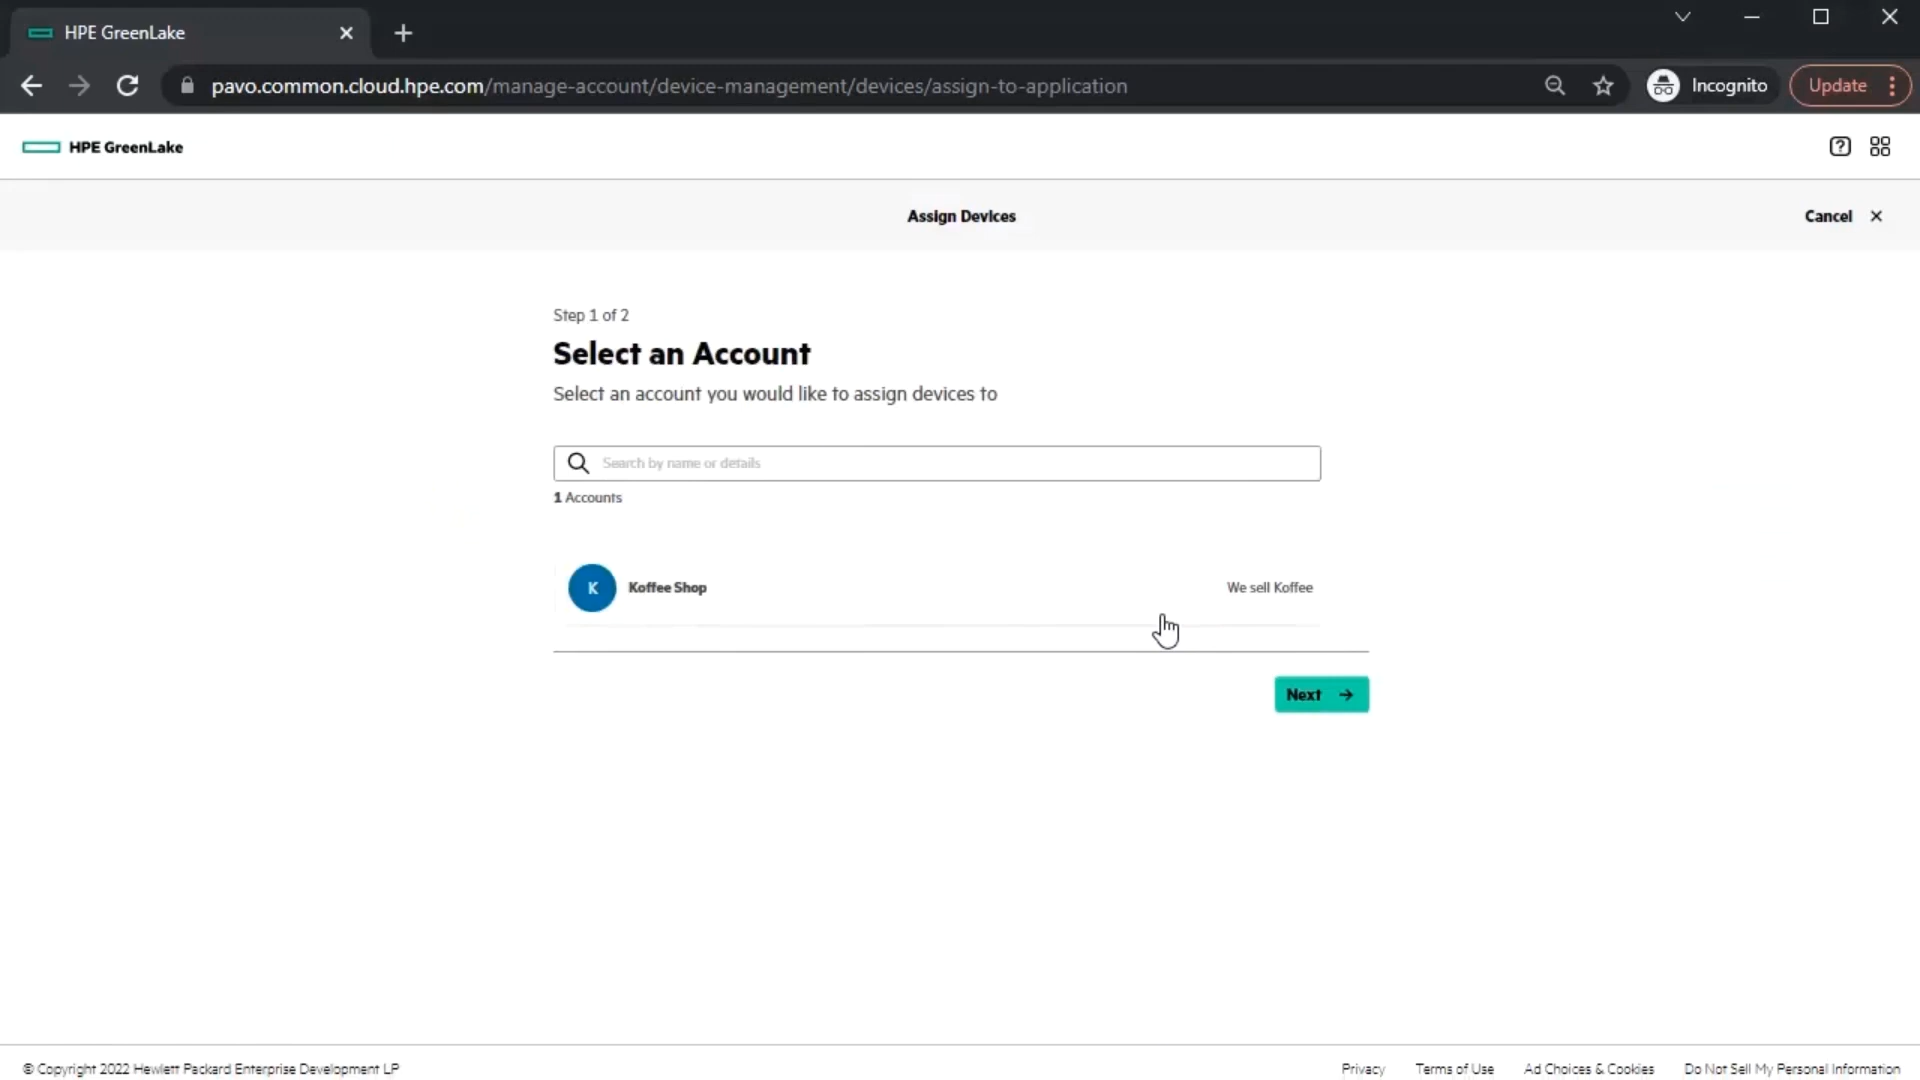 HPE GreenLake
pavo.common.cloud.hpe.com/manage-account/device-management/devices/assign-to-application
Incognito
Update
HPE GreenLake
Assign Devices
Cancel
Step 1 of 2
Select an Account
Select an account you would like to assign devices to
Search by name or details
1 Accounts
K
Koffee Shop
We sell Koffee
Next
© Copyright 2022 Hewlett Packard Enterprise Development LP
Privacy
Terms of Use
Ad Choices & Cookies
Do Not Sell My Personal Information